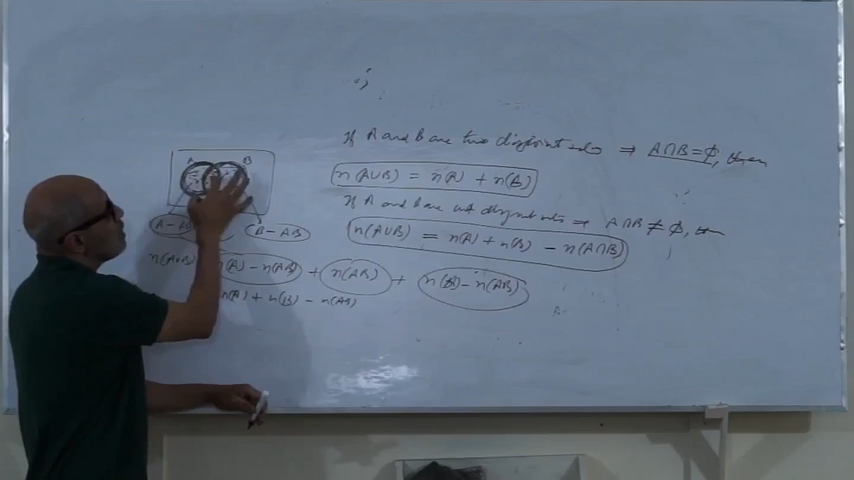 If A and B are two disjoint sets ⇒ A∩B = ϕ, then
n(A∪B) = n(A) + n(B)
If A and B are not disjoint sets ⇒ A∩B ≠ ϕ, then
n(A∪B) = n(A) + n(B) - n(A∩B)
A B
A-AB B-AB
n(A∪B) n(A) - n(AB) + n(AB) + n(B) - n(AB)
n(A) + n(B) - n(AB)